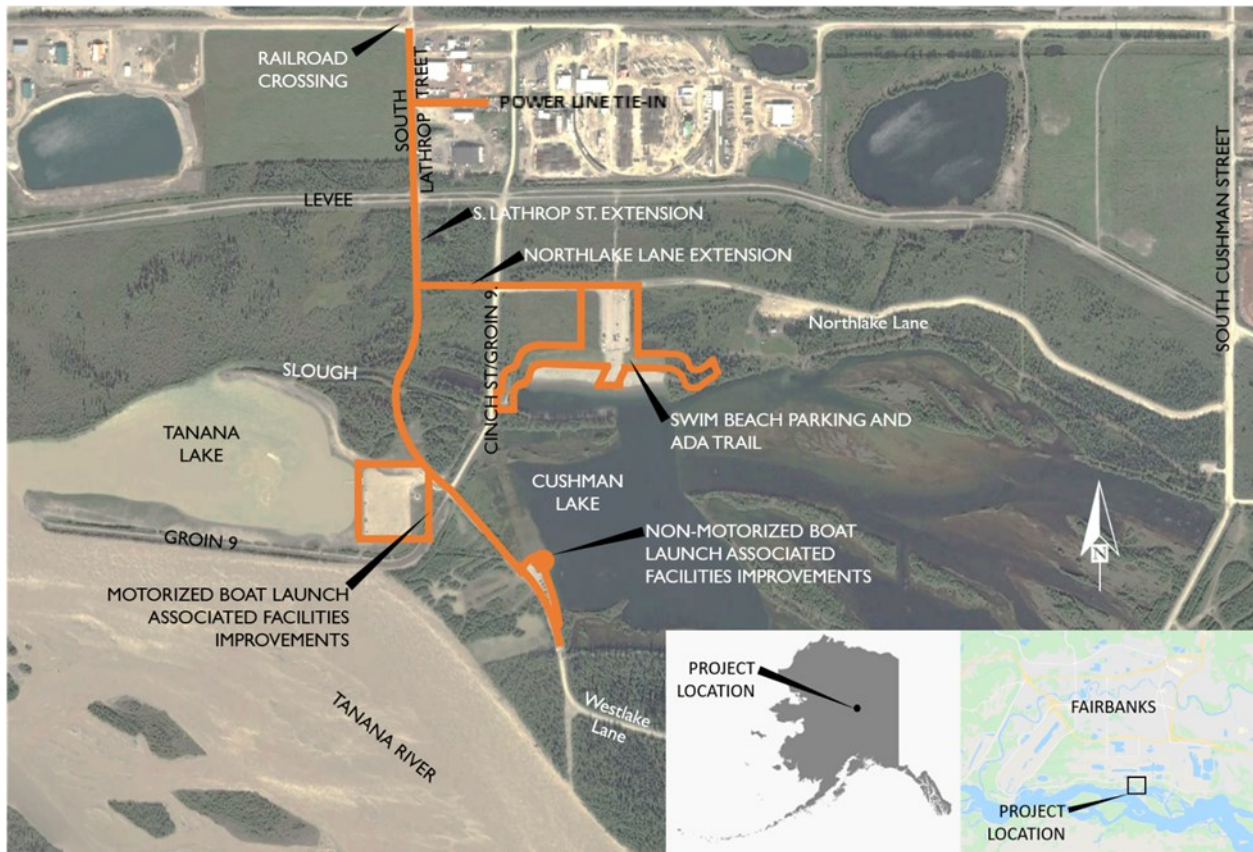 RAILROAD
CROSSING
SOUTH
LATHROP STREET
POWER LINE TIE-IN
SOUTH CUSHMAN STREET
LEVEE
S. LATHROP ST. EXTENSION
NORTHLAKE LANE EXTENSION
CINCH ST/GROIN 9.
Northlake Lane
SLOUGH
TANANA
LAKE
SWIM BEACH PARKING AND
ADA TRAIL
CUSHMAN
LAKE
GROIN 9
NON-MOTORIZED BOAT
LAUNCH ASSOCIATED
FACILITIES IMPROVEMENTS
N
MOTORIZED BOAT LAUNCH
ASSOCIATED FACILITIES
IMPROVEMENTS
TANANA RIVER
Westlake
Lane
PROJECT
LOCATION
FAIRBANKS
PROJECT
LOCATION